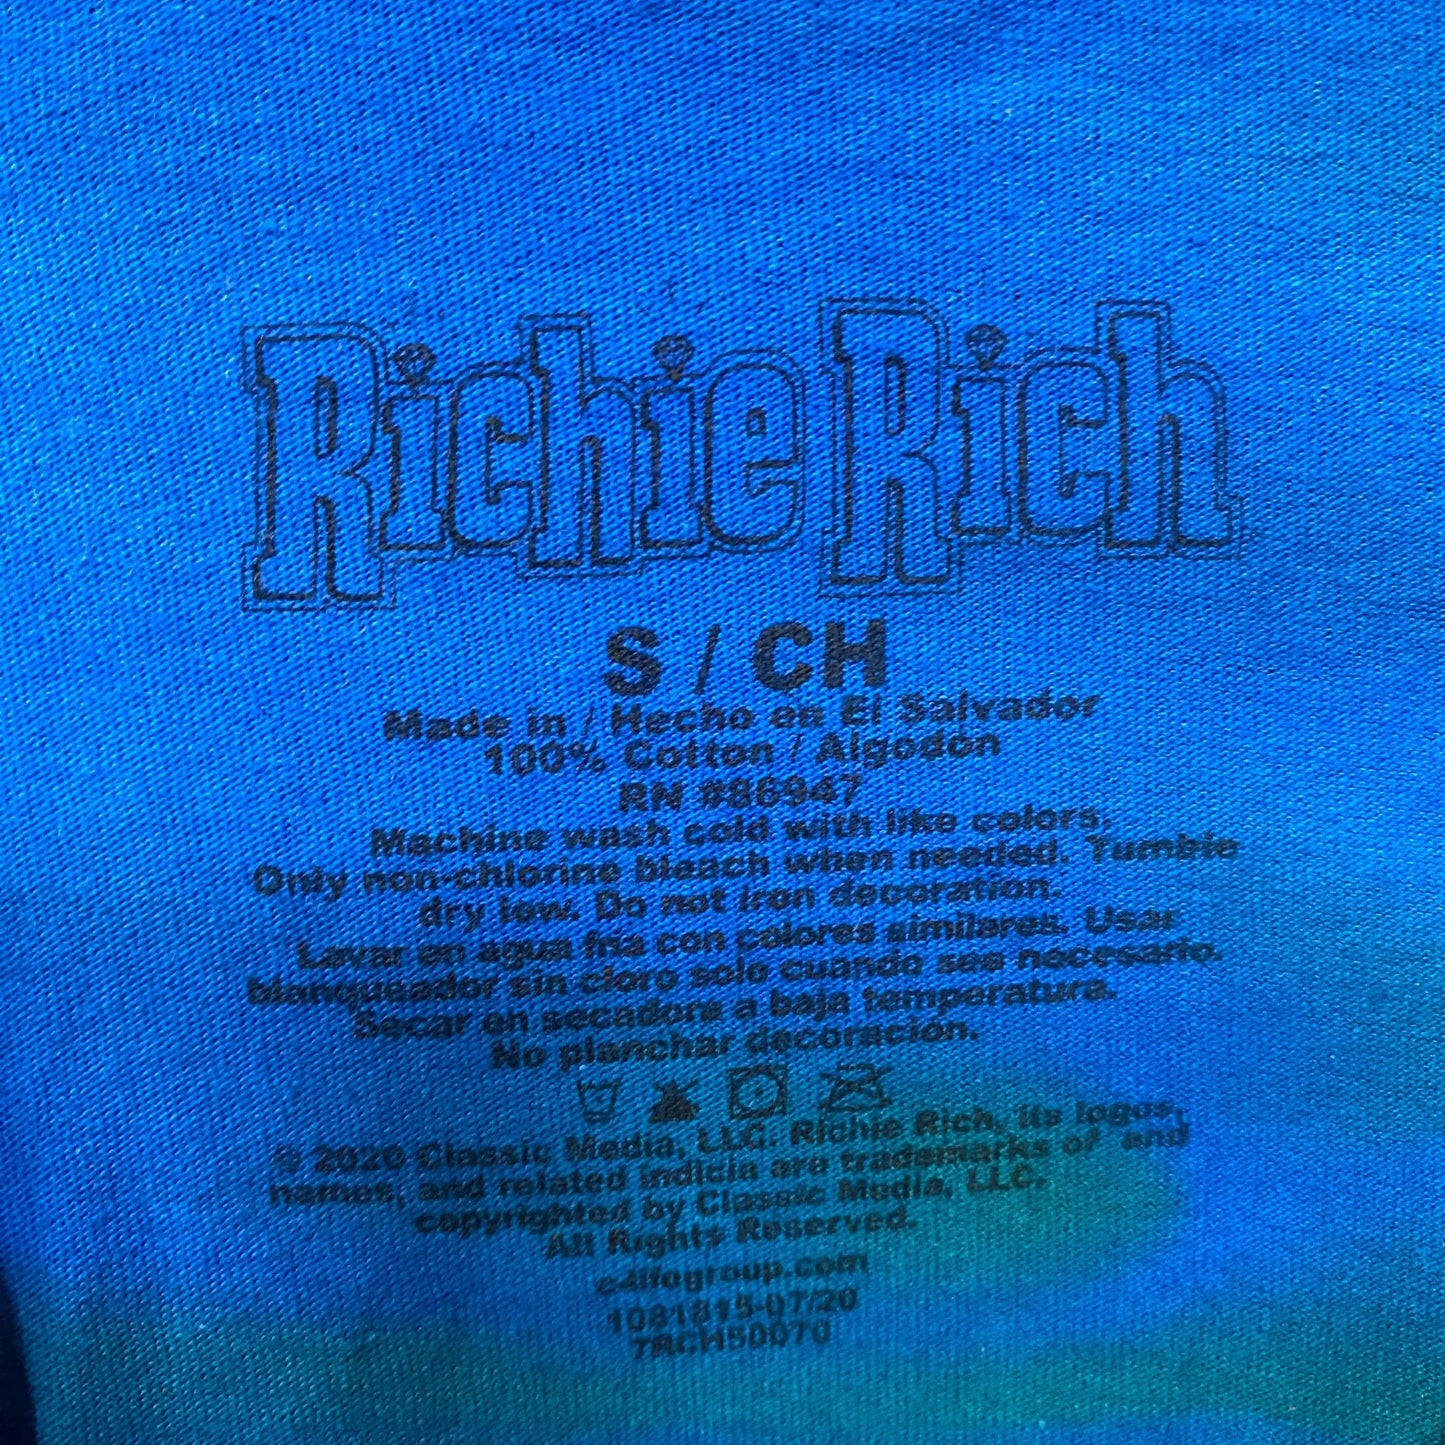 Richie Rich
S / CH
Made in / Hecho en El Salvador
100% Cotton / Algodón
RN #86947
Machine wash cold with like colors.
Only non-chlorine bleach when needed. Tumble
dry low. Do not iron decoration.
Lavar en agua fría con colores similares. Usar
blanqueador sin cloro solo cuando sea necesario.
Secar en secadora a baja temperatura.
No planchar decoración.
© 2020 Classic Media, LLC. Richie Rich, its logos,
names, and related indicia are trademarks of and
copyrighted by Classic Media, LLC.
All Rights Reserved.
c4lifegroup.com
1081815-07/20
7RCH50070